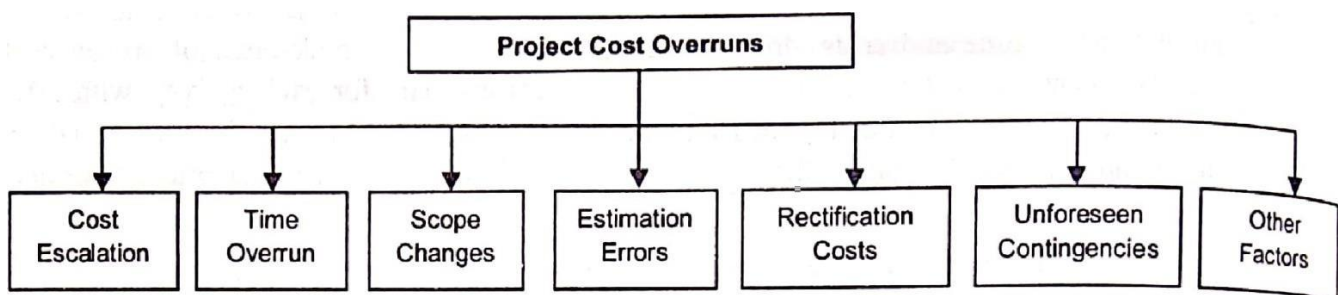 Project Cost Overruns
Cost
Escalation
Time
Overrun
Scope
Changes
Estimation
Errors
Rectification
Costs
Unforeseen
Contingencies
Other
Factors